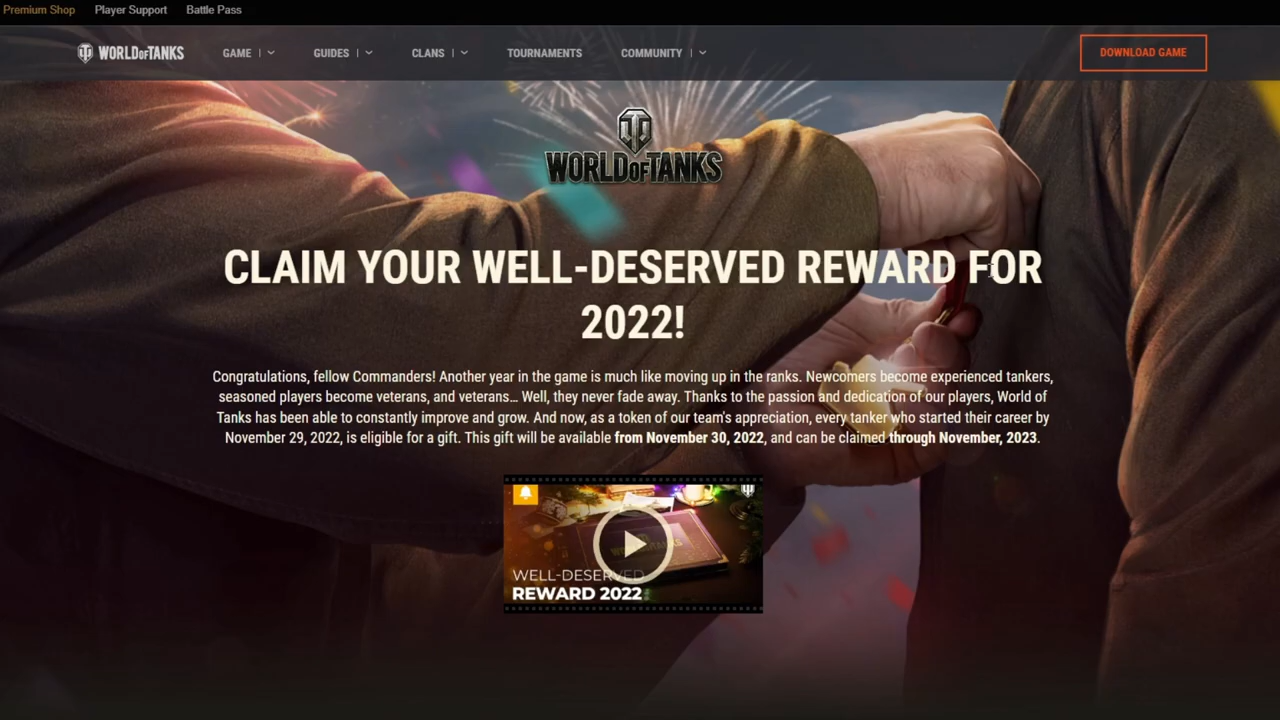 Premium Shop Player Support Battle Pass
WORLD OF TANKS GAME GUIDES CLANS TOURNAMENTS COMMUNITY DOWNLOAD GAME
WORLD OF TANKS
CLAIM YOUR WELL-DESERVED REWARD FOR
2022!
Congratulations, fellow Commanders! Another year in the game is much like moving up in the ranks. Newcomers become experienced tankers,
seasoned players become veterans, and veterans... Well, they never fade away. Thanks to the passion and dedication of our players, World of
Tanks has been able to constantly improve and grow. And now, as a token of our team's appreciation, every tanker who started their career by
November 29, 2022, is eligible for a gift. This gift will be available from November 30, 2022, and can be claimed through November, 2023.
WELL-DESERVED
REWARD 2022